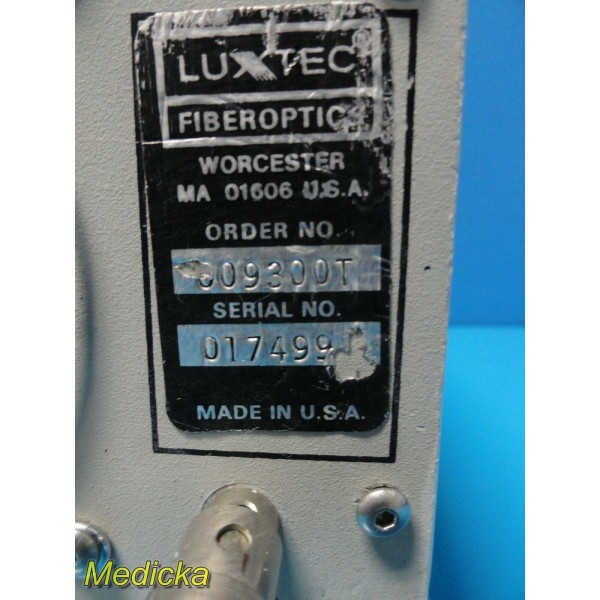 LUXTEC®
FIBEROPTICS
WORCESTER
MA 01606 U.S.A.
ORDER NO.
009300T
SERIAL NO.
017499
MADE IN U.S.A.
Medicka